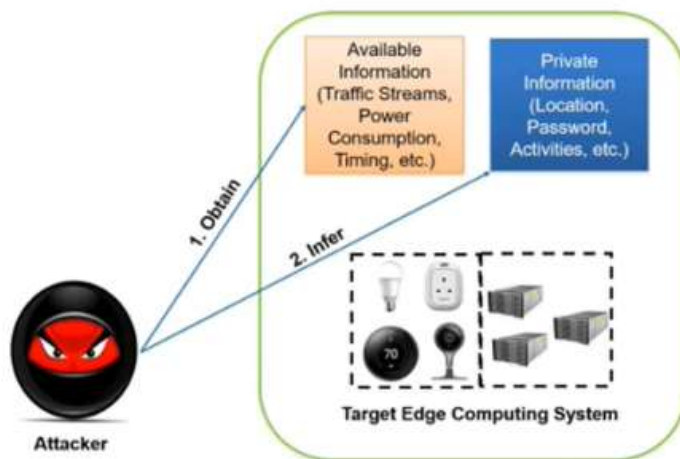 Available
Information
(Traffic Streams,
Power
Consumption,
Timing, etc.)
Private
Information
(Location,
Password,
Activities, etc.)
1. Obtain
2. Infer
70
Target Edge Computing System
Attacker